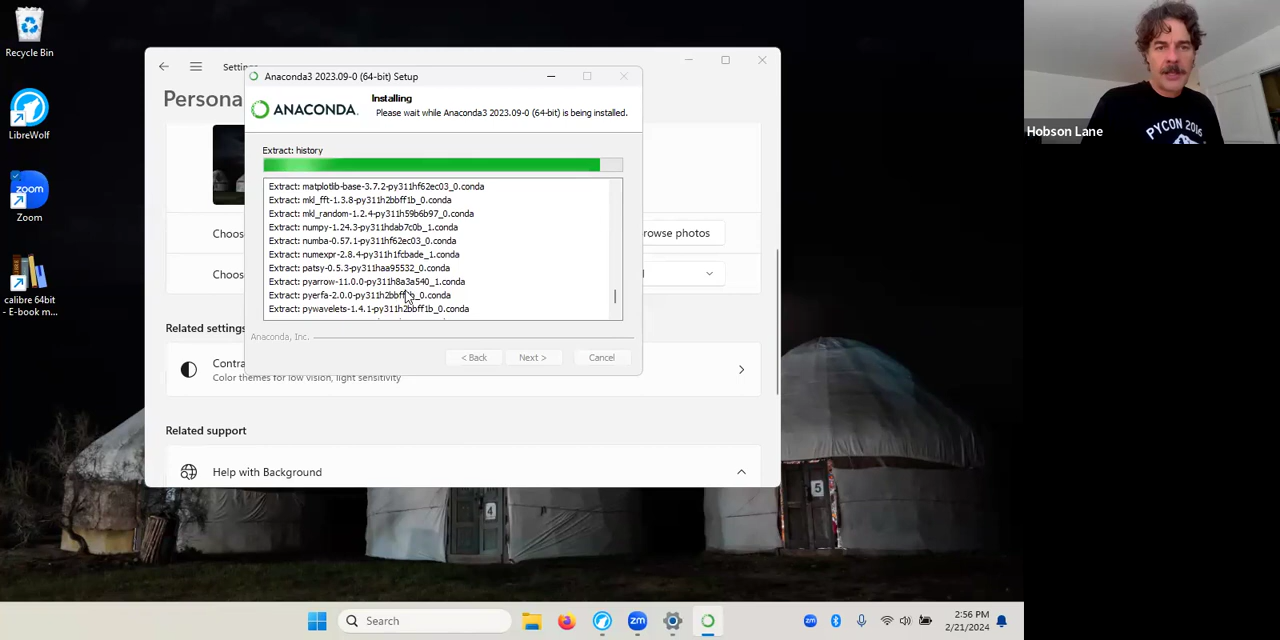 Recycle Bin
LibreWolf
zoom
Zoom
calibre 64bit
- E-book m...
Settin
Persona
Choos
rowse photos
Choos
Related settings
Contra
Color themes for low vision, light sensitivity
Related support
Help with Background
Anaconda3 2023.09-0 (64-bit) Setup
ANACONDA.
Installing
Please wait while Anaconda3 2023.09-0 (64-bit) is being installed.
Extract: history
Extract: matplotlib-base-3.7.2-py311hf62ec03_0.conda
Extract: mkl_fft-1.3.8-py311h2bbff1b_0.conda
Extract: mkl_random-1.2.4-py311h59b6b97_0.conda
Extract: numpy-1.24.3-py311hdab7c0b_1.conda
Extract: numba-0.57.1-py311hf62ec03_0.conda
Extract: numexpr-2.8.4-py311h1fcbade_1.conda
Extract: patsy-0.5.3-py311haa95532_0.conda
Extract: pyarrow-11.0.0-py311h8a3a540_1.conda
Extract: pyerfa-2.0.0-py311h2bbff1b_0.conda
Extract: pywavelets-1.4.1-py311h2bbff1b_0.conda
Anaconda, Inc.
< Back
Next >
Cancel
4
5
Search
zm
zm
2:56 PM
2/21/2024
Hobson Lane
PYCON 2016